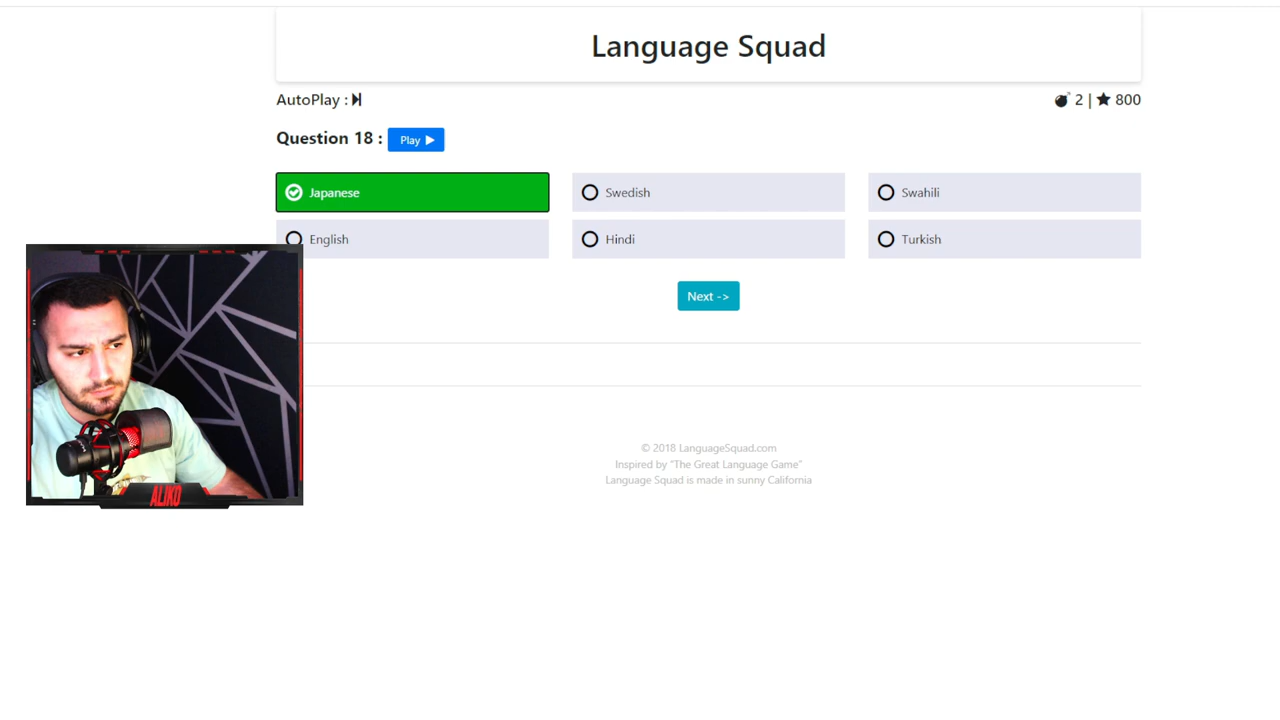 Language Squad
AutoPlay :
2 | 800
Question 18 : Play
Japanese
Swedish
Swahili
English
Hindi
Turkish
Next ->
© 2018 LanguageSquad.com
Inspired by "The Great Language Game"
Language Squad is made in sunny California
ALIKO